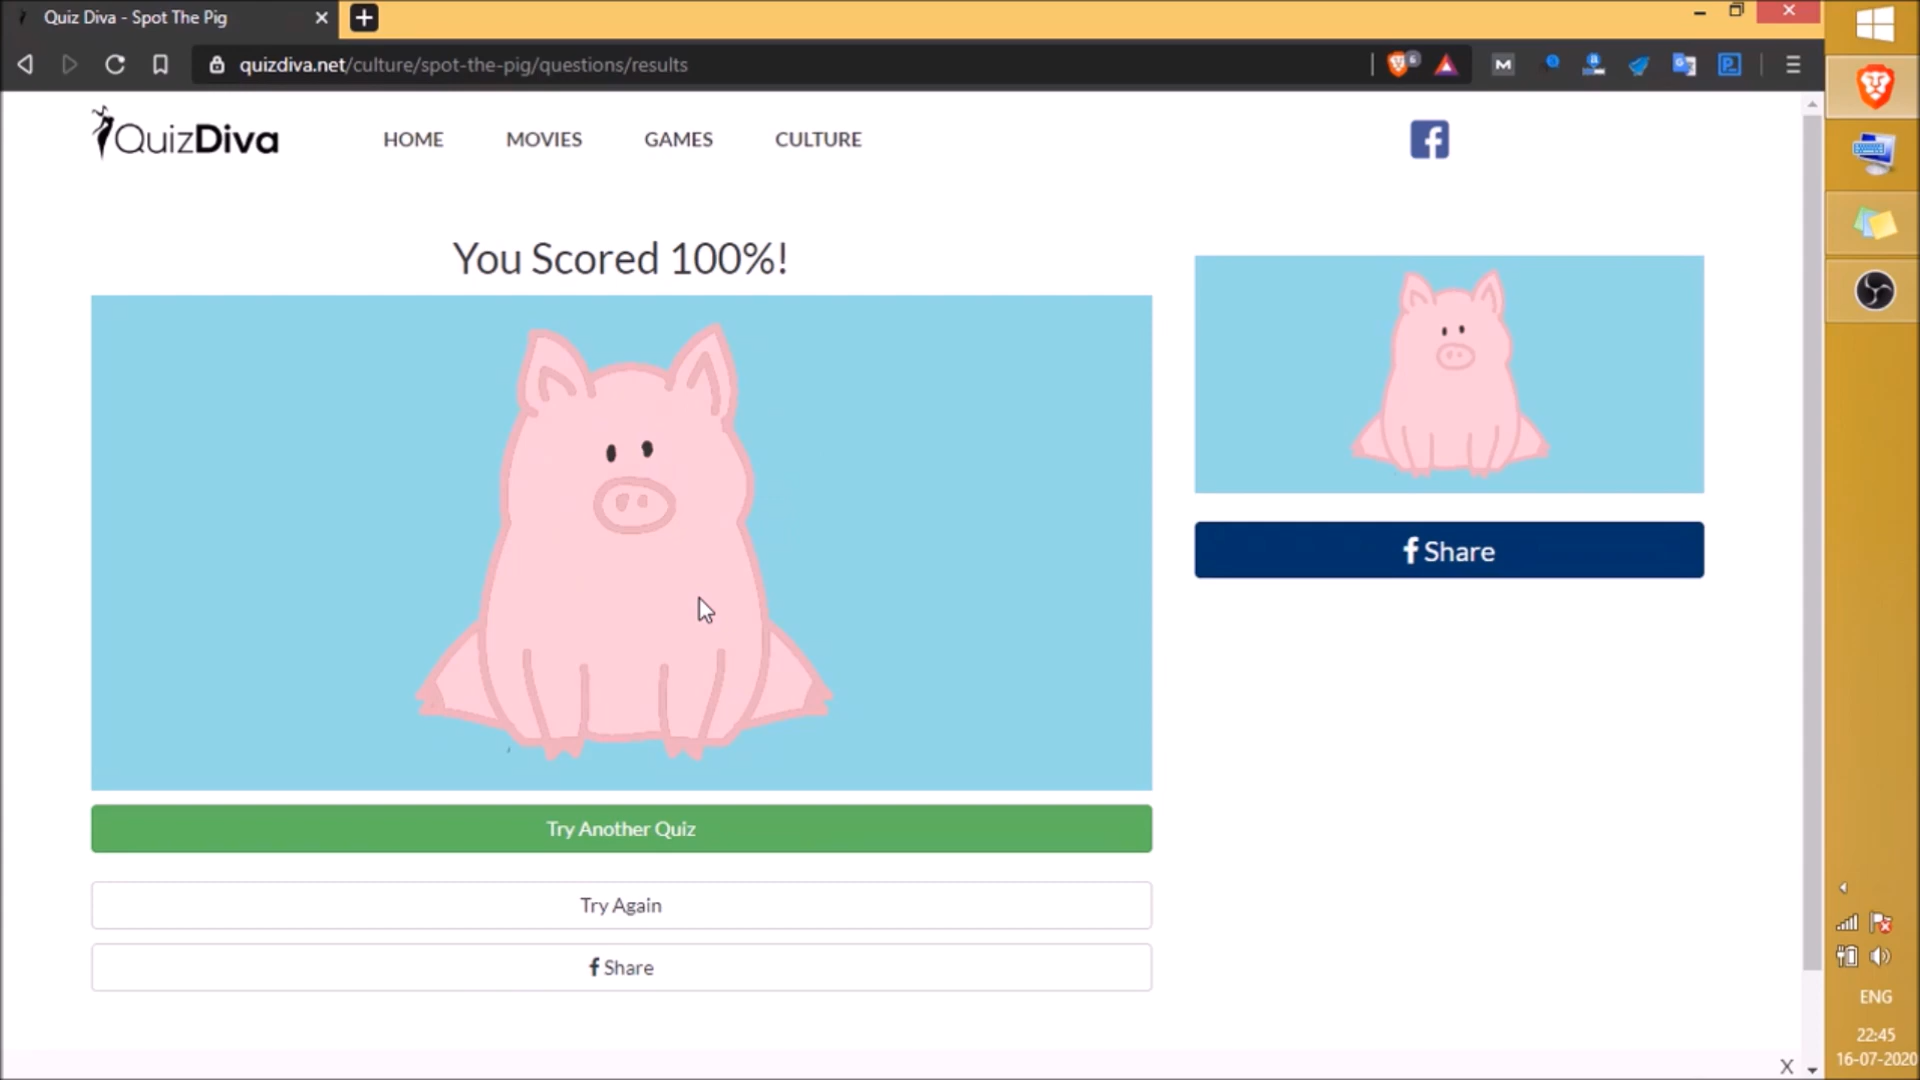 Quiz Diva - Spot The Pig
quizdiva.net/culture/spot-the-pig/questions/results
6
QuizDiva
HOME
MOVIES
GAMES
CULTURE
You Scored 100%!
Share
Try Another Quiz
Try Again
Share
X
ENG
22:45
16-07-2020